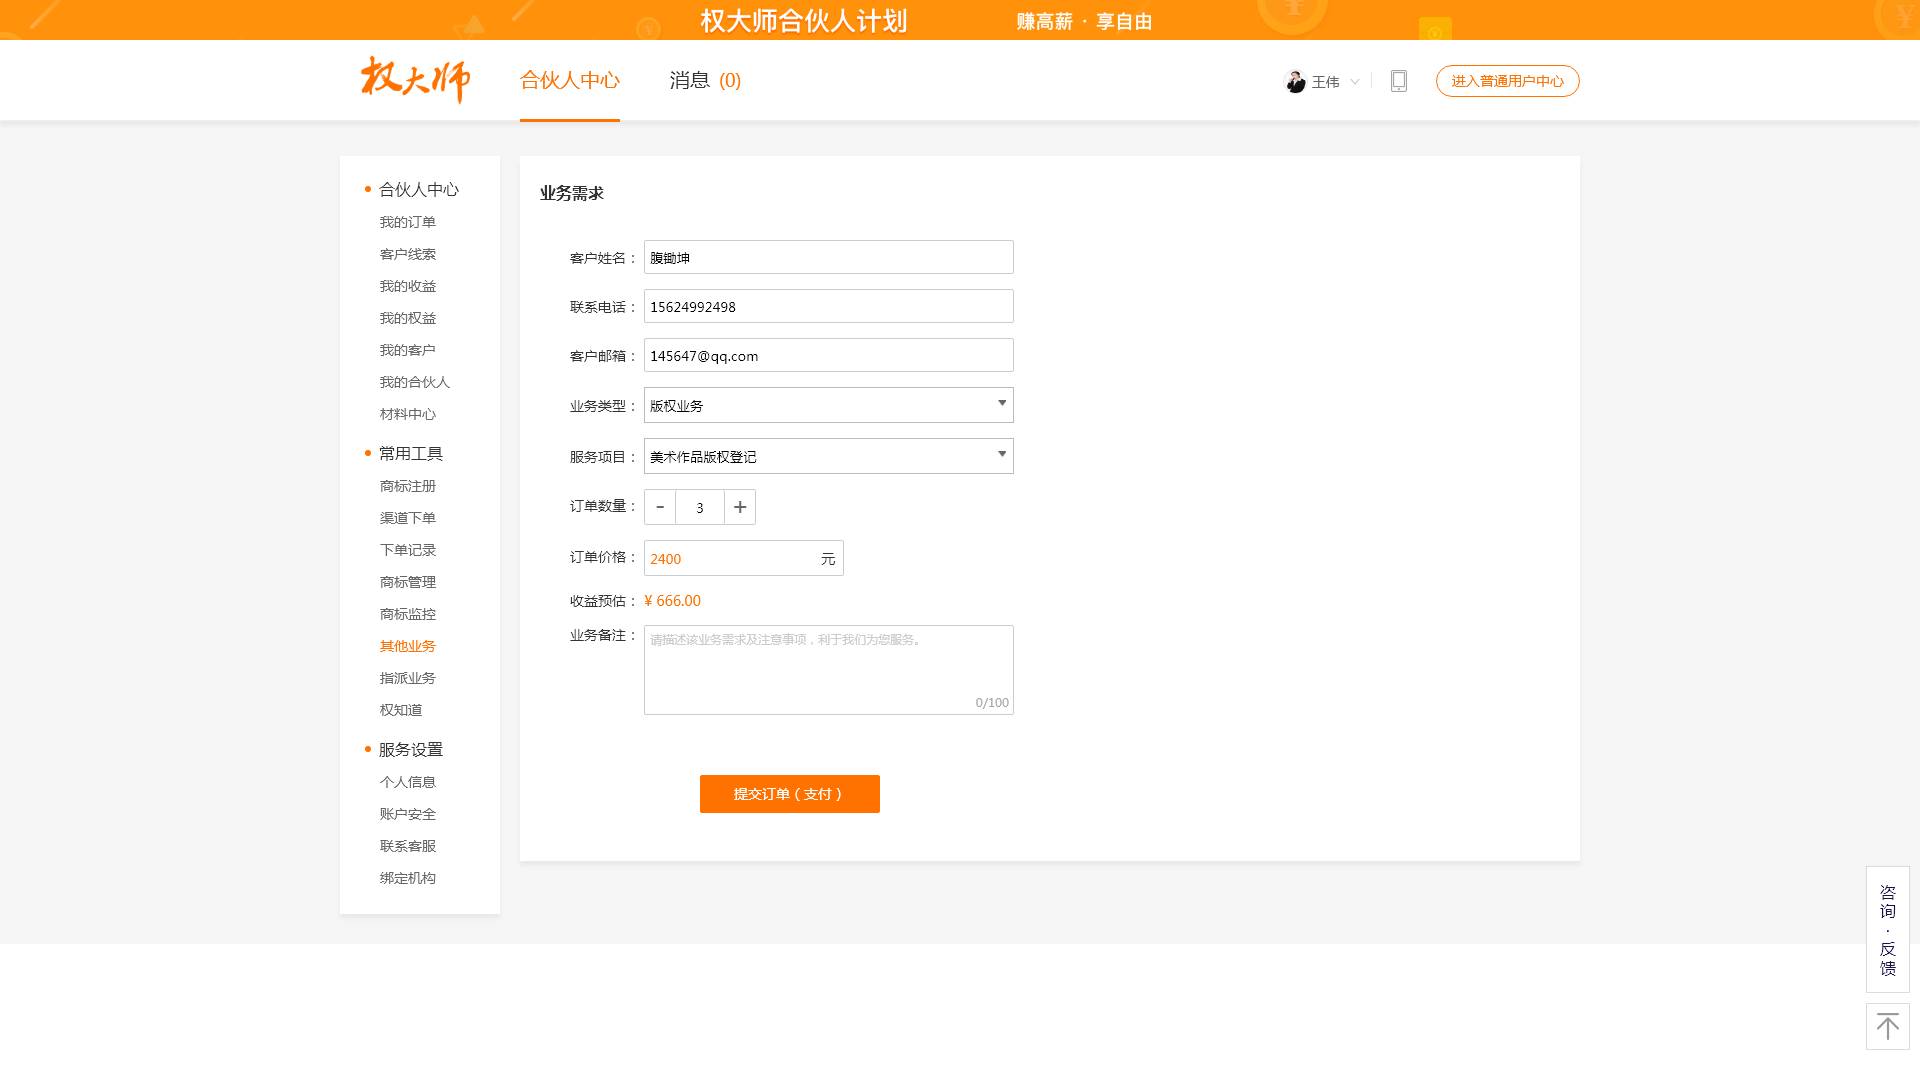 权大师合伙人计划 赚高薪 · 享自由
权大师 合伙人中心 消息 (0) 王伟 进入普通用户中心
合伙人中心
我的订单
客户线索
我的收益
我的权益
我的客户
我的合伙人
材料中心
常用工具
商标注册
渠道下单
下单记录
商标管理
商标监控
其他业务
指派业务
权知道
服务设置
个人信息
账户安全
联系客服
绑定机构
业务需求
客户姓名： 腹锄坤
联系电话： 15624992498
客户邮箱： 145647@qq.com
业务类型： 版权业务
服务项目： 美术作品版权登记
订单数量： - 3 +
订单价格： 2400 元
收益预估： ¥ 666.00
业务备注： 请描述该业务需求及注意事项，利于我们为您服务。
0/100
提交订单（支付）
咨询·反馈